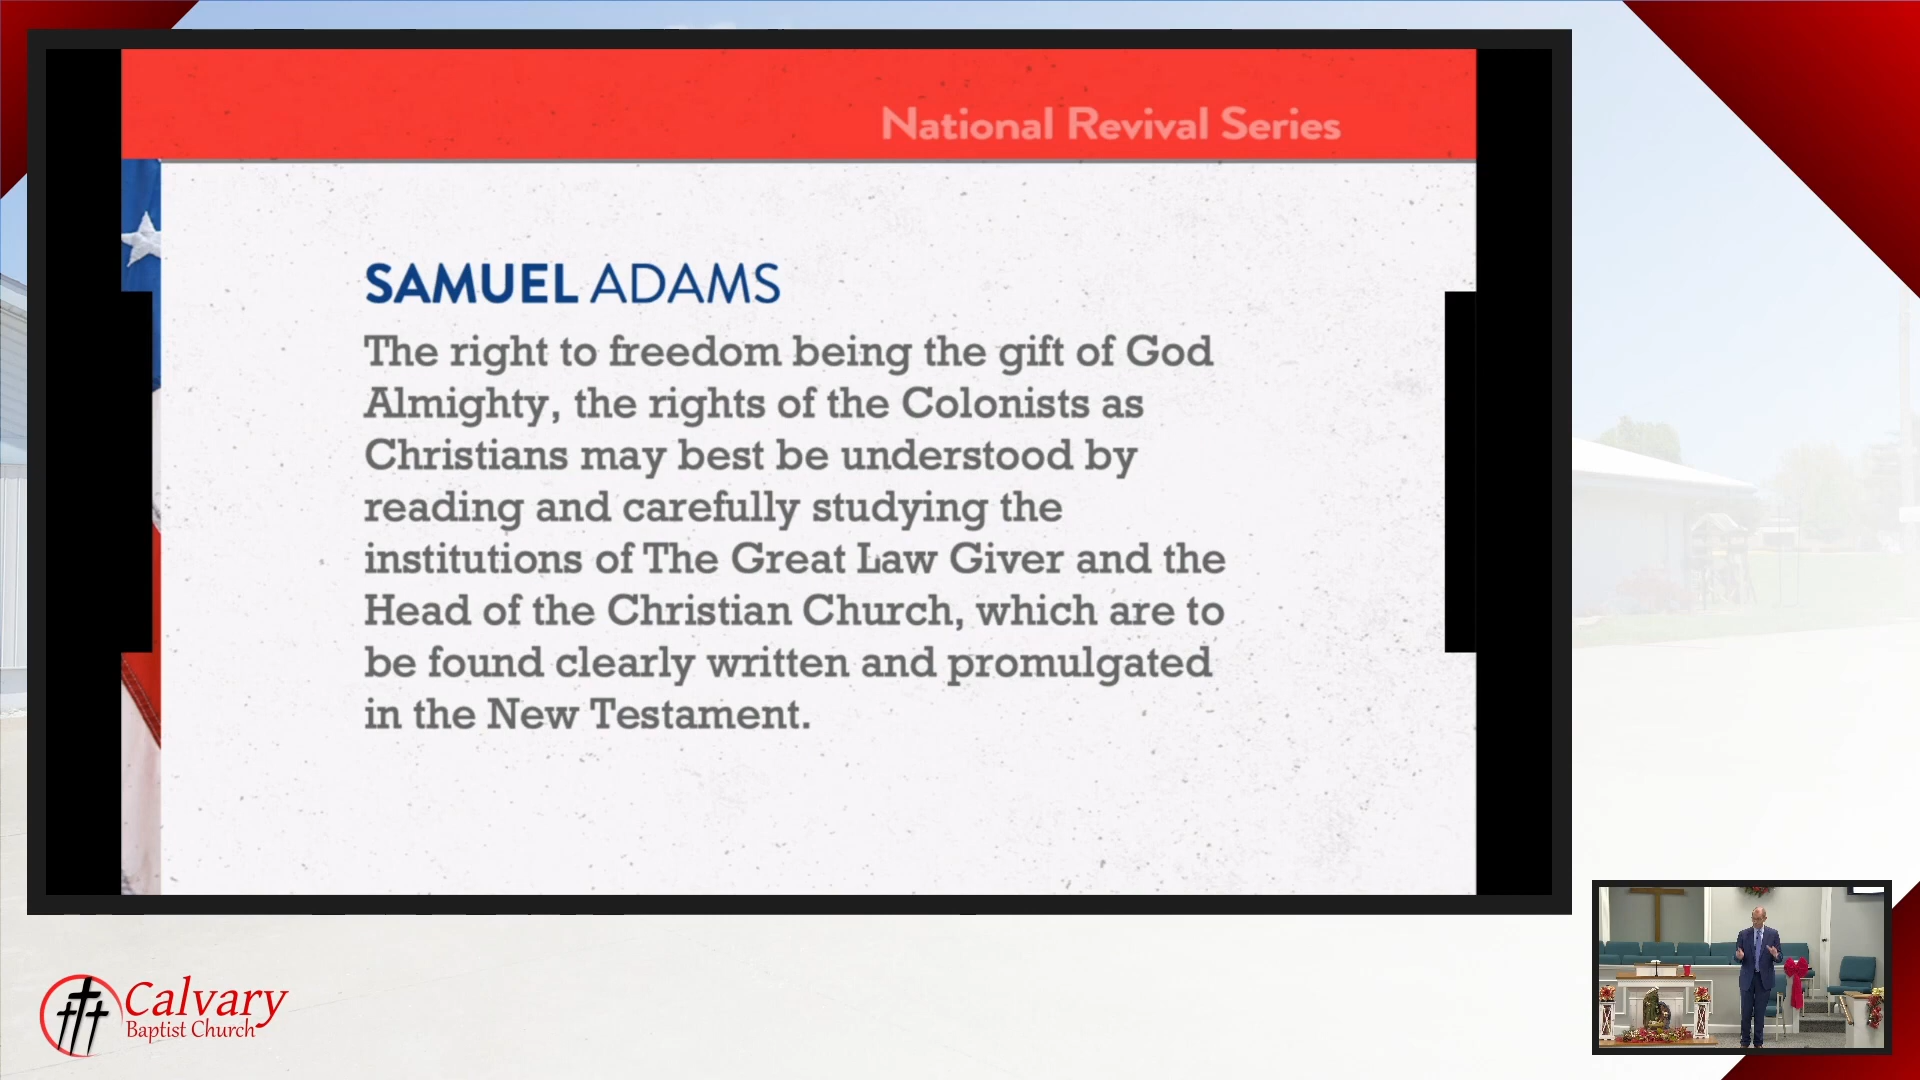 National Revival Series
SAMUEL ADAMS
The right to freedom being the gift of God
Almighty, the rights of the Colonists as
Christians may best be understood by
reading and carefully studying the
institutions of The Great Law Giver and the
Head of the Christian Church, which are to
be found clearly written and promulgated
in the New Testament.
Calvary
Baptist Church